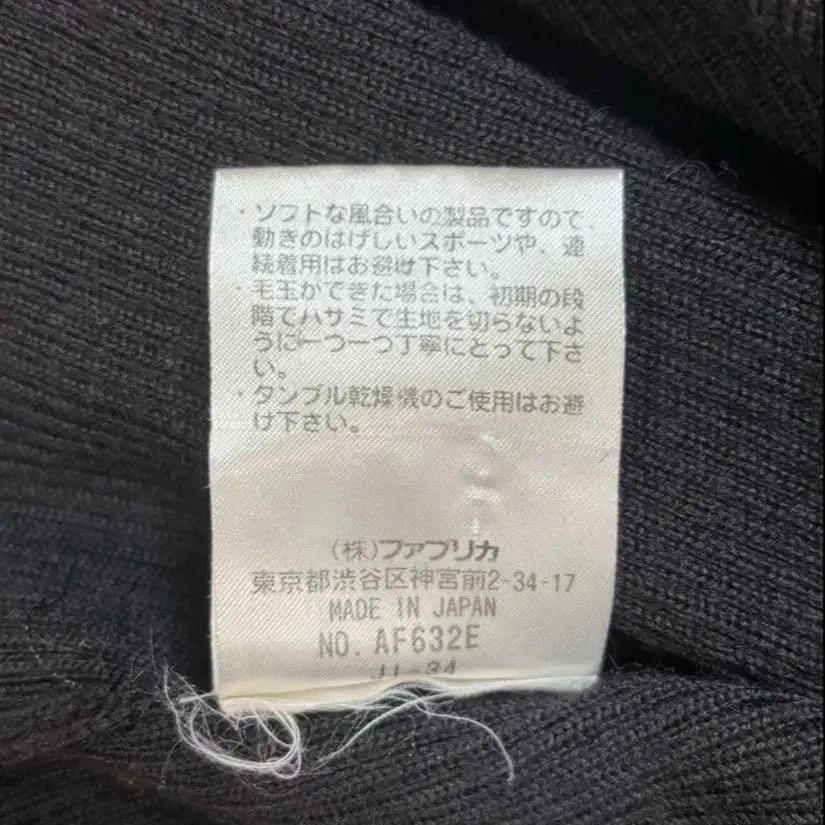 ・ソフトな風合いの製品ですので、
動きのはげしいスポーツや、連
続着用はお避け下さい。
・毛玉ができた場合は、初期の段
階でハサミで生地を切らないよ
うに一つ一つ丁寧にとって下さ
い。
・タンブル乾燥機のご使用はお避
け下さい。
(株)ファブリカ
東京都渋谷区神宮前2-34-17
MADE IN JAPAN
NO. AF632E